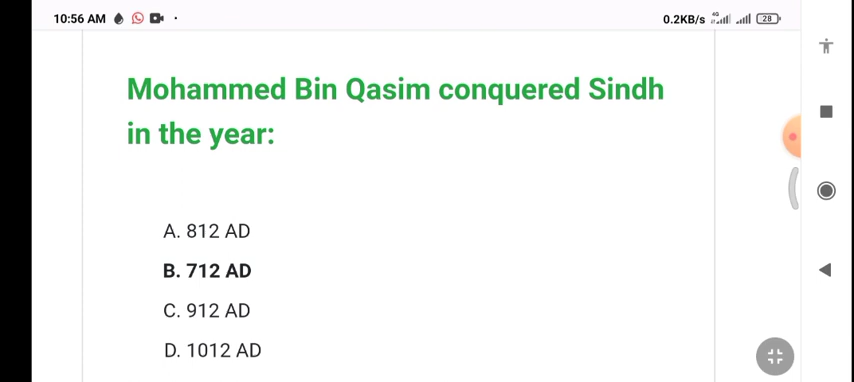 10:56 AM
0.2KB/s 4G 28
Mohammed Bin Qasim conquered Sindh
in the year:
A. 812 AD
B. 712 AD
C. 912 AD
D. 1012 AD